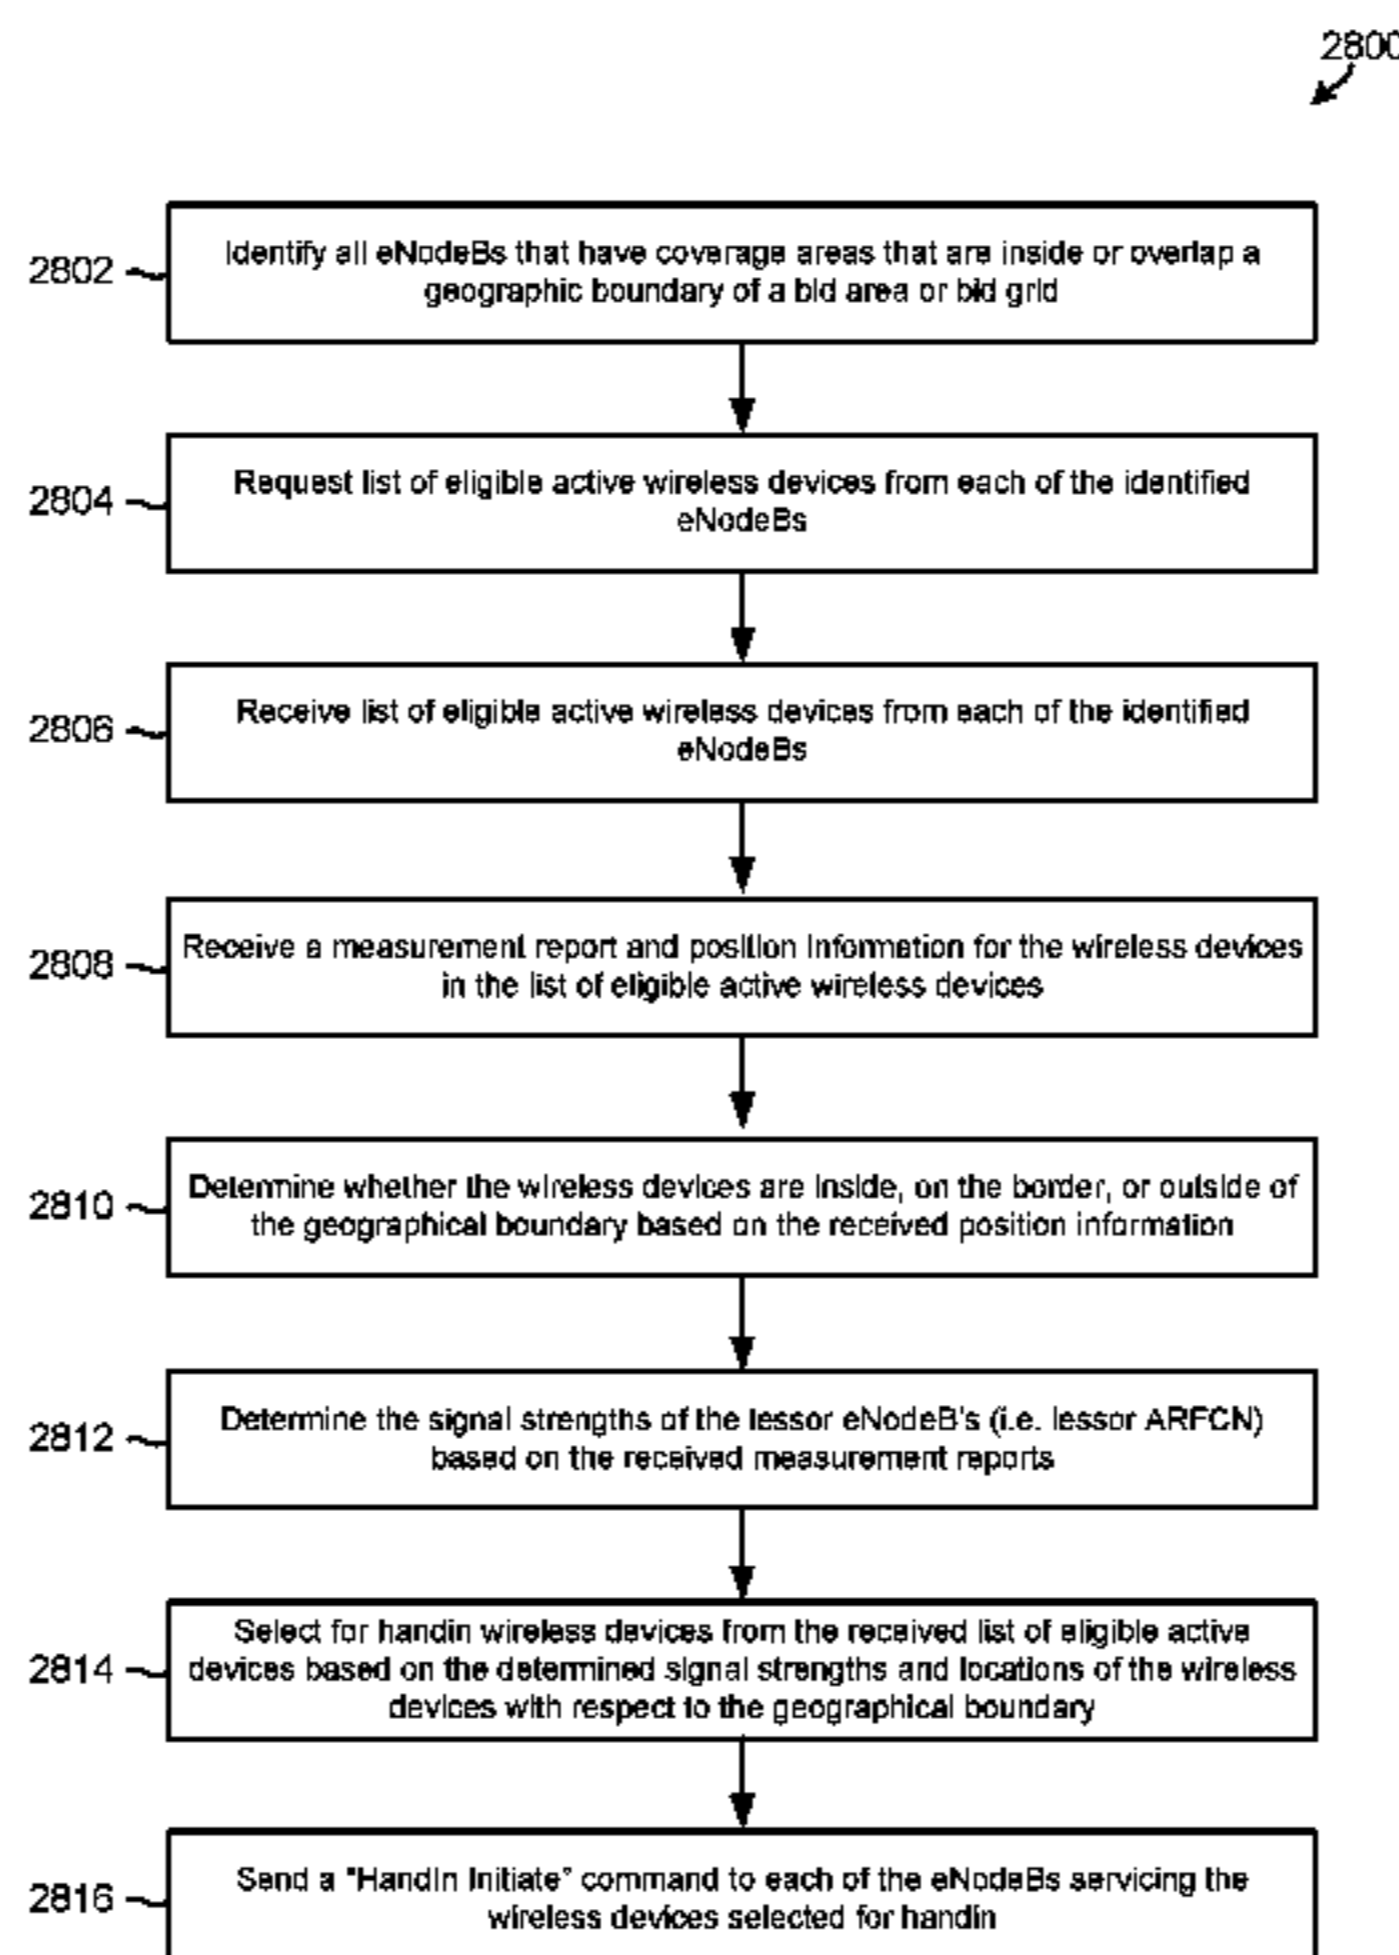 2800
2802
Identify all eNodeBs that have coverage areas that are inside or overlap a
geographic boundary of a bid area or bid grid
2804
Request list of eligible active wireless devices from each of the identified
eNodeBs
2806
Receive list of eligible active wireless devices from each of the identified
eNodeBs
2808
Receive a measurement report and position information for the wireless devices
in the list of eligible active wireless devices
2810
Determine whether the wireless devices are inside, on the border, or outside of
the geographical boundary based on the received position information
2812
Determine the signal strengths of the lessor eNodeB's (i.e. lessor ARFCN)
based on the received measurement reports
2814
Select for handin wireless devices from the received list of eligible active
devices based on the determined signal strengths and locations of the wireless
devices with respect to the geographical boundary
2816
Send a "HandIn Initiate" command to each of the eNodeBs servicing the
wireless devices selected for handin